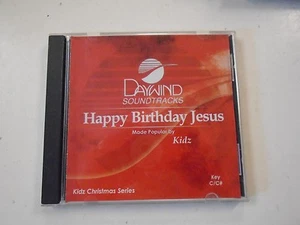 DAYWIND
SOUNDTRACKS
Happy Birthday Jesus
Made Popular By
Kidz
Key
C/C#
Kidz Christmas Series